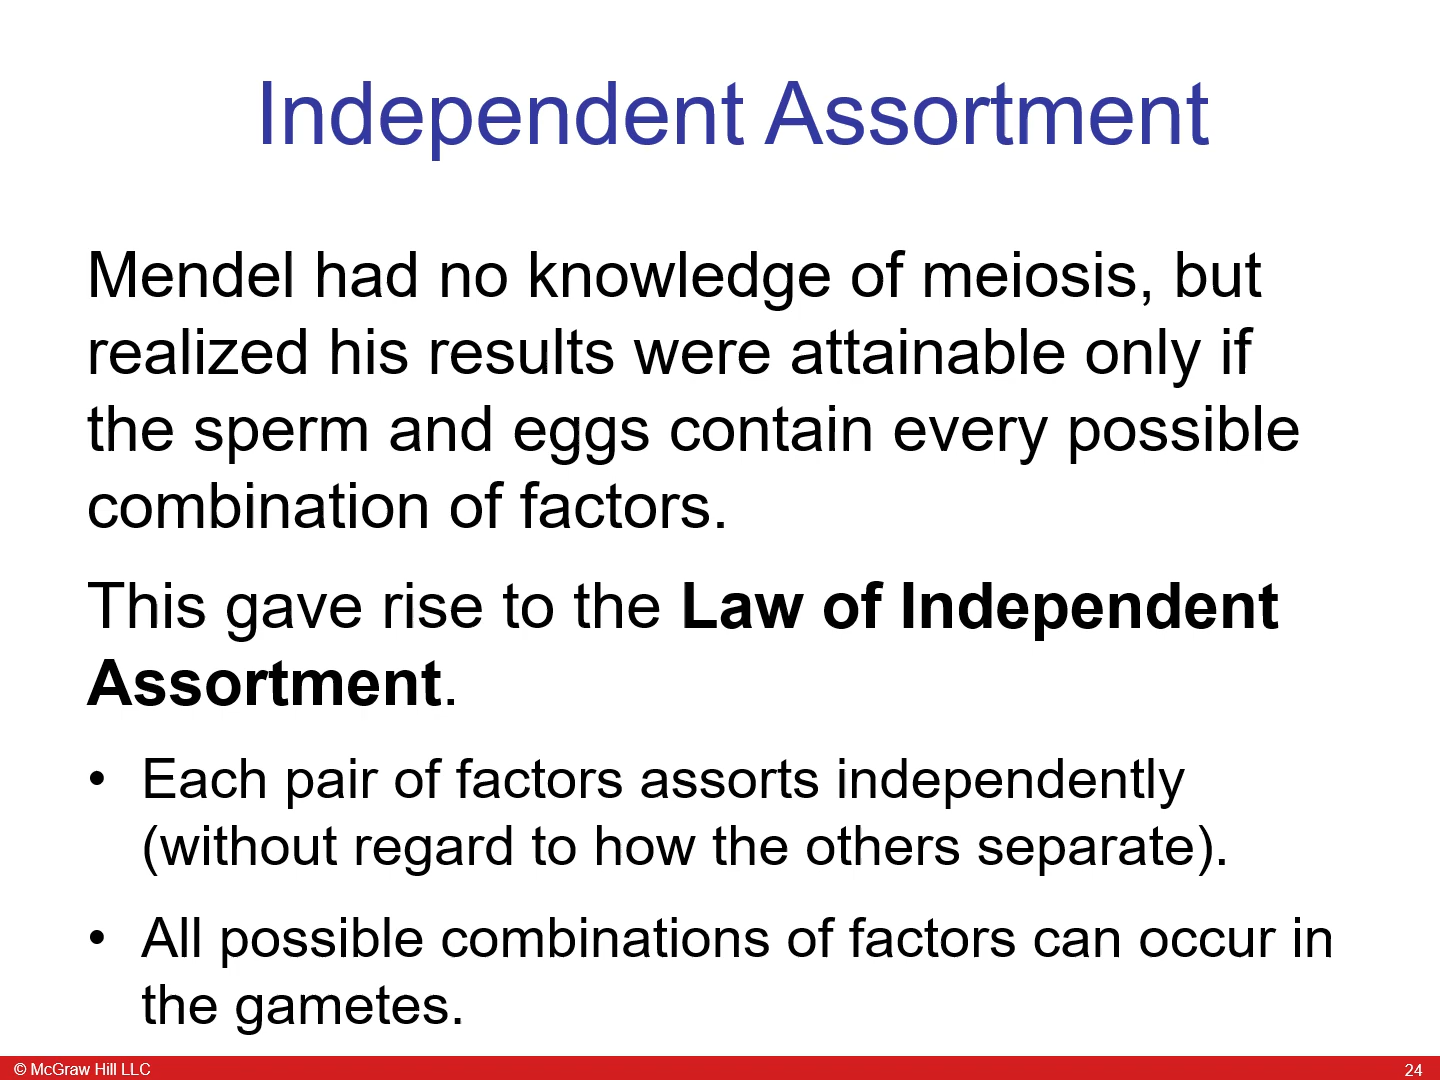 Independent Assortment
Mendel had no knowledge of meiosis, but
realized his results were attainable only if
the sperm and eggs contain every possible
combination of factors.
This gave rise to the Law of Independent
Assortment.
• Each pair of factors assorts independently
(without regard to how the others separate).
• All possible combinations of factors can occur in
the gametes.
© McGraw Hill LLC
24